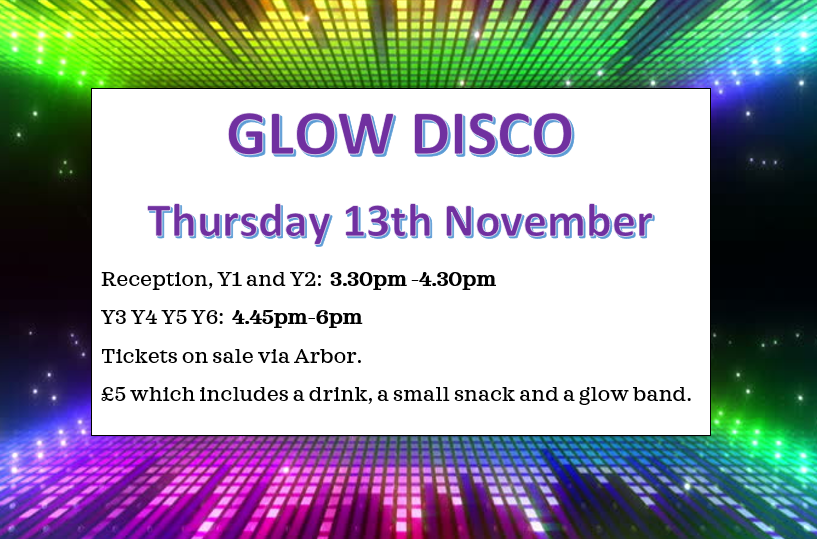 GLOW DISCO
Thursday 13th November
Reception, Y1 and Y2: 3.30pm -4.30pm
Y3 Y4 Y5 Y6: 4.45pm-6pm
Tickets on sale via Arbor.
£5 which includes a drink, a small snack and a glow band.